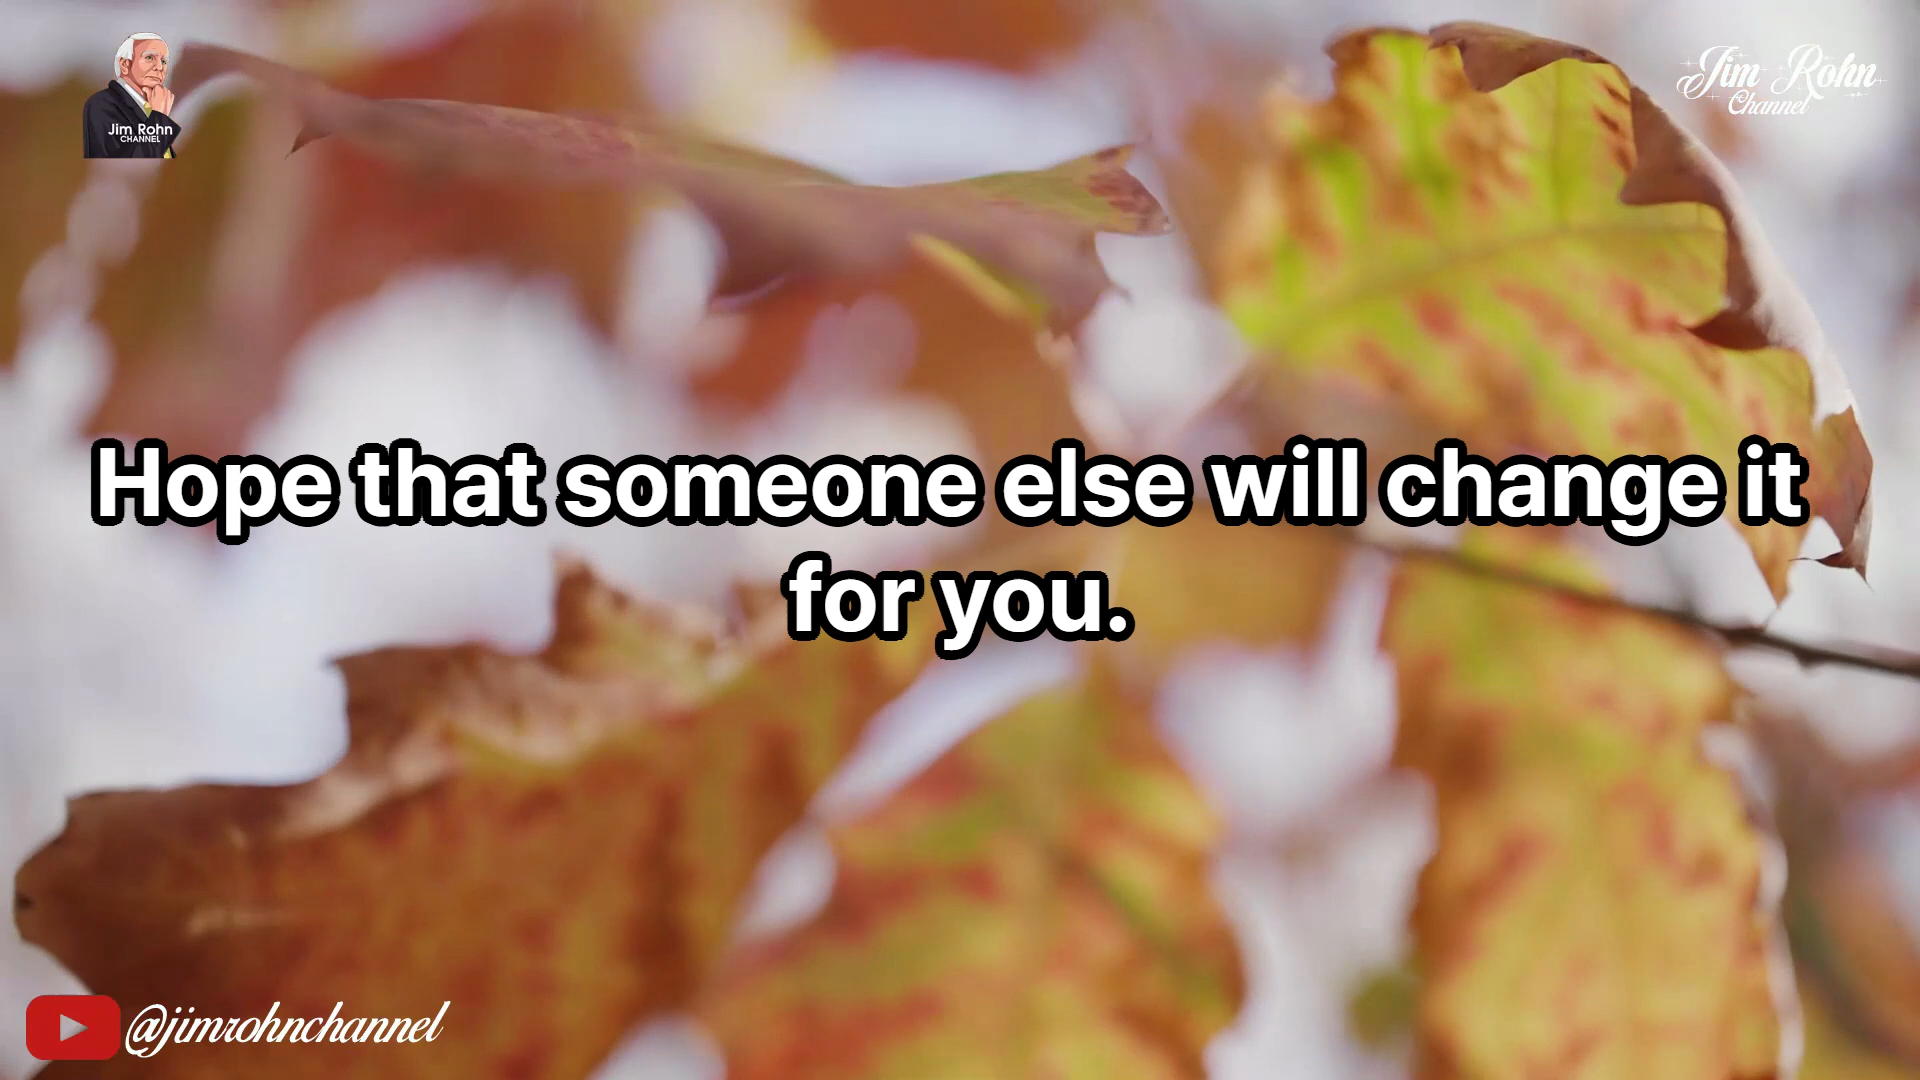 Jim Rohn
CHANNEL
Jim Rohn
Channel
Hope that someone else will change it
for you.
@jimrohnchannel